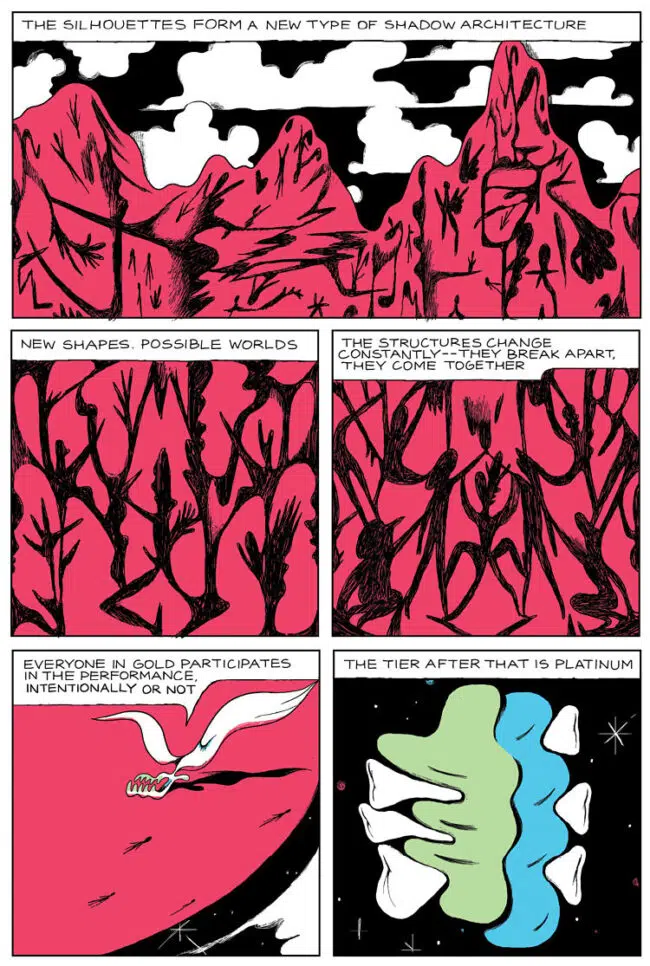 THE SILHOUETTES FORM A NEW TYPE OF SHADOW ARCHITECTURE
NEW SHAPES. POSSIBLE WORLDS
THE STRUCTURES CHANGE
CONSTANTLY--THEY BREAK APART,
THEY COME TOGETHER
EVERYONE IN GOLD PARTICIPATES
IN THE PERFORMANCE,
INTENTIONALLY OR NOT
THE TIER AFTER THAT IS PLATINUM